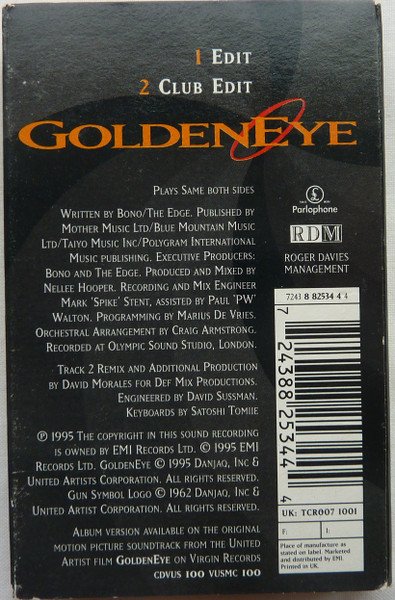 1 Edit
2 Club Edit
GoldenEye
Plays Same both sides
Written by Bono/The Edge. Published by
Mother Music Ltd/Blue Mountain Music
Ltd/Taiyo Music Inc/Polygram International
Music publishing. Executive Producers:
Bono and The Edge. Produced and Mixed by
Nellee Hooper. Recording and Mix Engineer
Mark 'Spike' Stent, assisted by Paul 'PW'
Walton. Programming by Marius De Vries.
Orchestral Arrangement by Craig Armstrong.
Recorded at Olympic Sound Studio, London.
Track 2 Remix and Additional Production
by David Morales for Def Mix Productions.
Engineered by David Sussman.
Keyboards by Satoshi Tomiie
℗ 1995 The copyright in this sound recording
is owned by EMI Records Ltd. © 1995 EMI
Records Ltd. GoldenEye © 1995 Danjaq, Inc &
United Artists Corporation. All rights reserved.
Gun Symbol Logo © 1962 Danjaq, Inc &
United Artists Corporation. All rights reserved.
Album version available on the original
motion picture soundtrack from the United
Artist film GoldenEye on Virgin Records
CDVUS 100 VUSMC 100
£
Parlophone
RDM
Roger Davies
Management
7243 8 82534 4 4
7 24388 25344 4
UK: TCR007 1001
F:
I:
Place of manufacture as
stated on label. Marketed
and distributed by EMI.
Printed in UK.